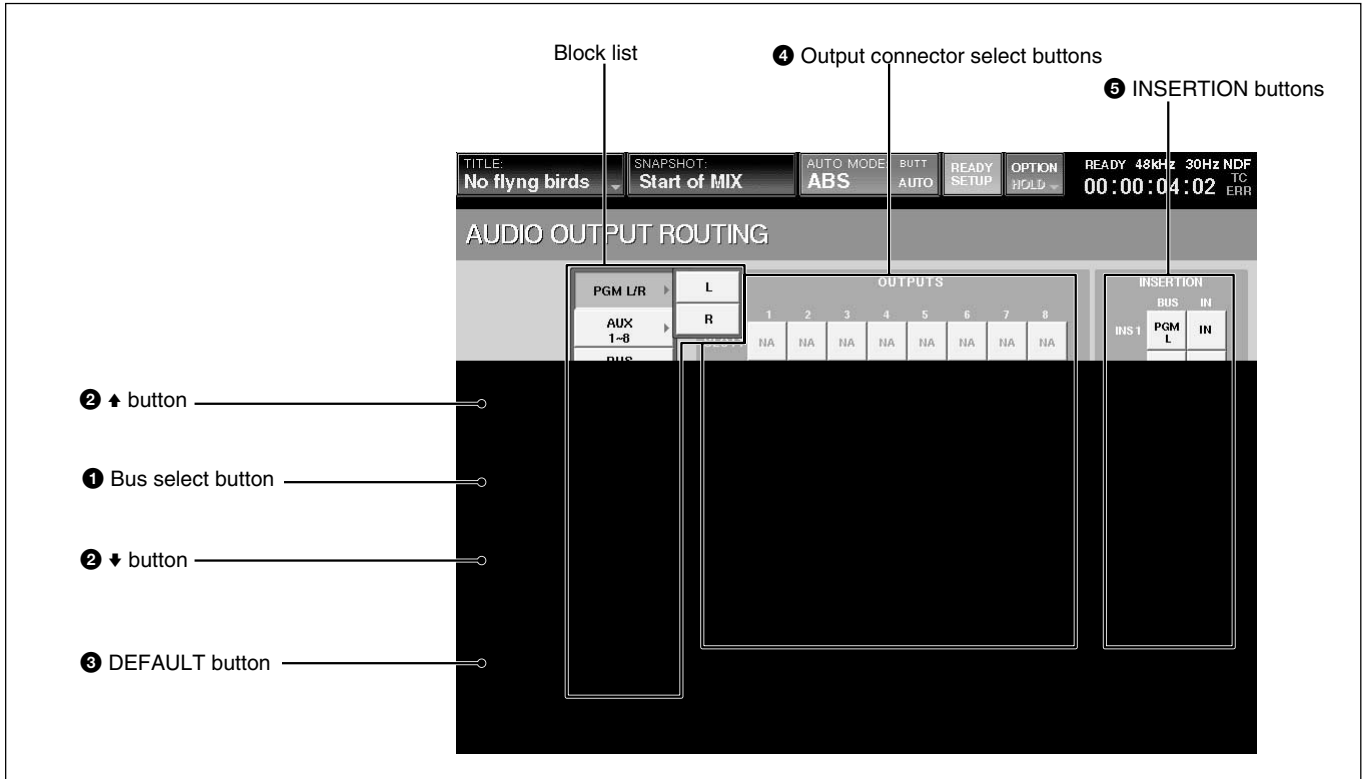 Block list
❹ Output connector select buttons
❺ INSERTION buttons
TITLE:
No flyng birds
SNAPSHOT:
Start of MIX
AUTO MODE:
ABS
BUTT
AUTO
READY
SETUP
OPTION
HOLD
READY 48kHz 30Hz NDF
00:00:04:02 TC ERR
AUDIO OUTPUT ROUTING
PGM L/R
L
R
AUX
1~8
OUTPUTS
1 2 3 4 5 6 7 8
NA NA NA NA NA NA NA NA
INSERTION
BUS IN
INS 1
PGM
L
IN
❷ ⬆ button
❶ Bus select button
❷ ⬇ button
❸ DEFAULT button